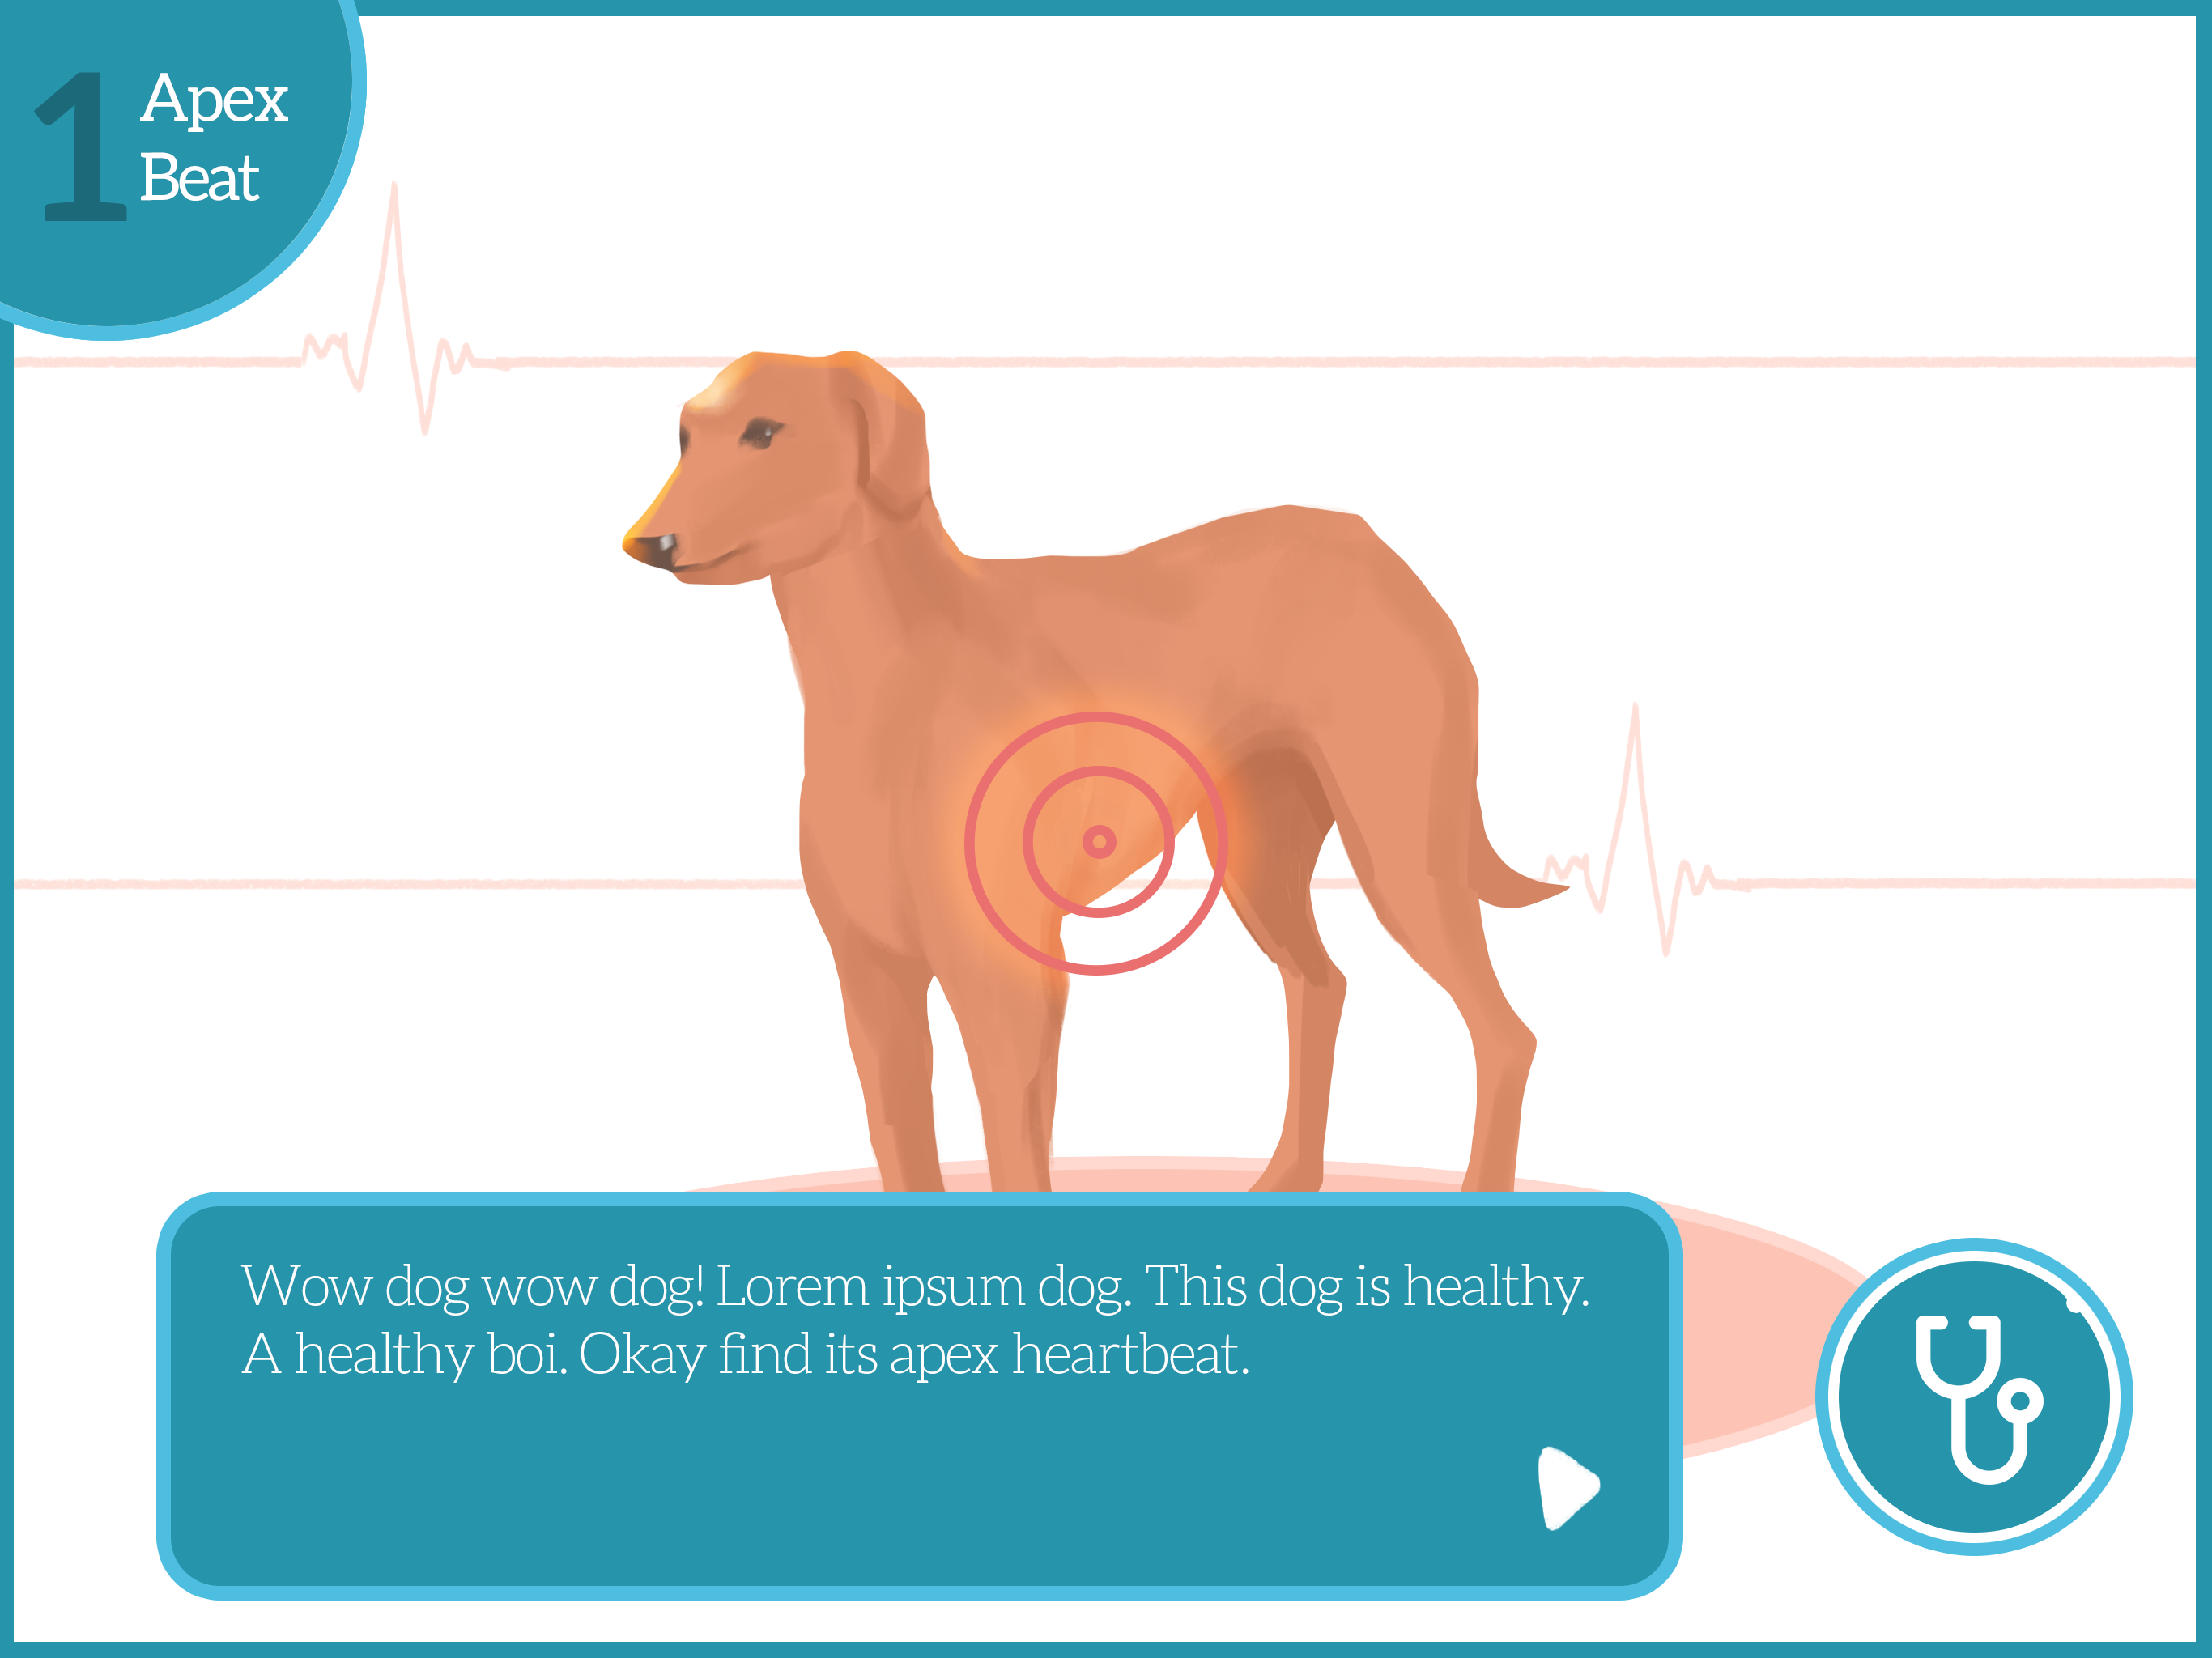 1
Apex
Beat
Wow dog wow dog! Lorem ipsum dog. This dog is healthy.
A healthy boi. Okay find its apex heartbeat.